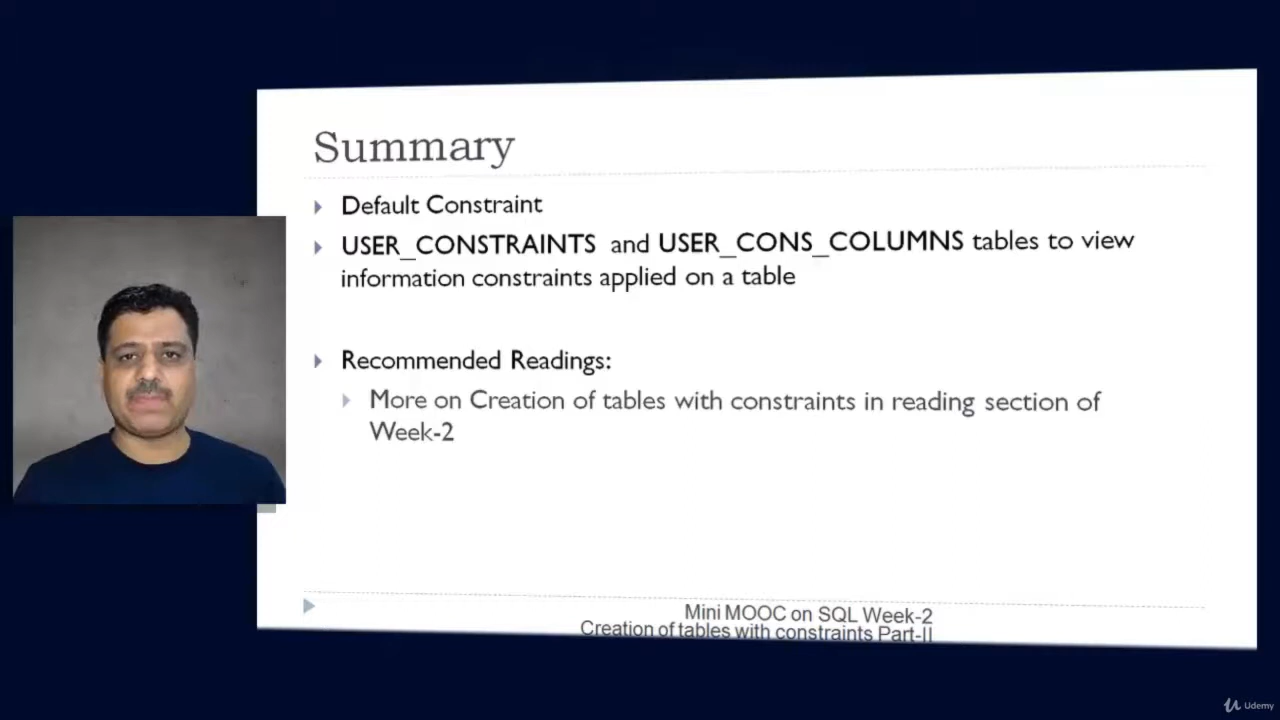 Summary
Default Constraint
USER_CONSTRAINTS and USER_CONS_COLUMNS tables to view
information constraints applied on a table
Recommended Readings:
More on Creation of tables with constraints in reading section of
Week-2
Mini MOOC on SQL Week-2
Creation of tables with constraints Part-II
Udemy